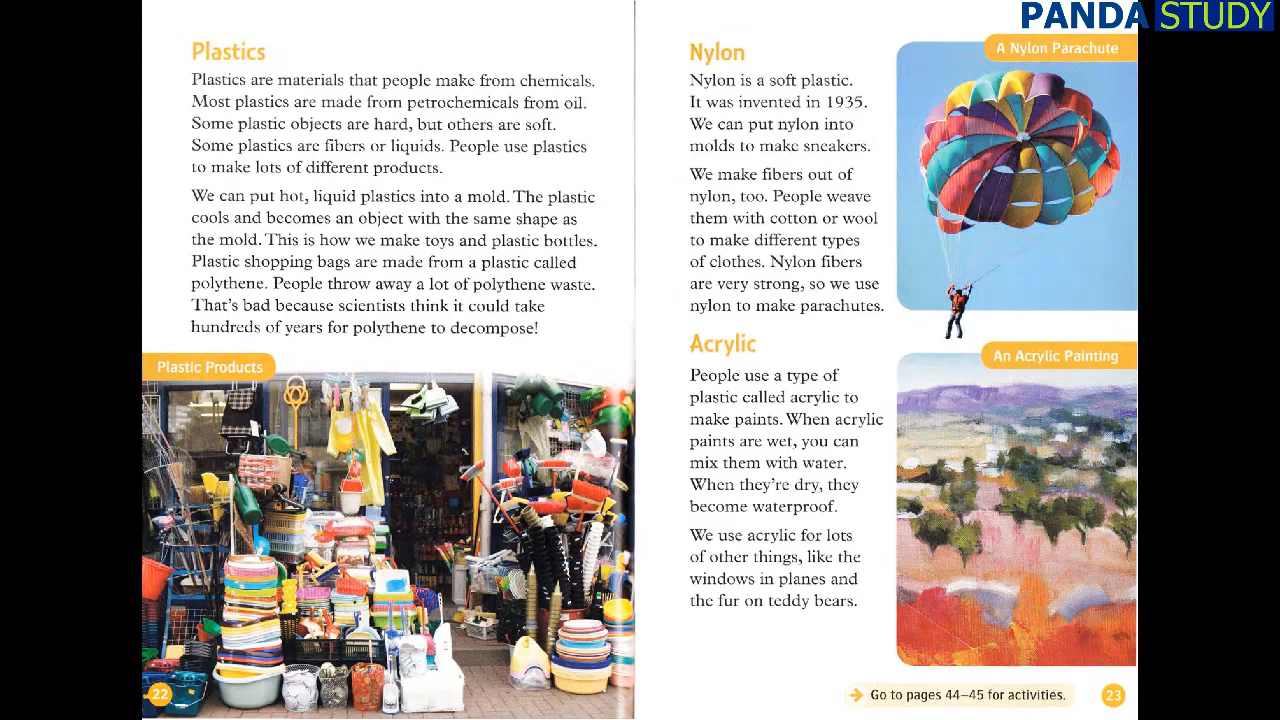 PANDA STUDY
Plastics
Plastics are materials that people make from chemicals.
Most plastics are made from petrochemicals from oil.
Some plastic objects are hard, but others are soft.
Some plastics are fibers or liquids. People use plastics
to make lots of different products.
We can put hot, liquid plastics into a mold. The plastic
cools and becomes an object with the same shape as
the mold. This is how we make toys and plastic bottles.
Plastic shopping bags are made from a plastic called
polythene. People throw away a lot of polythene waste.
That's bad because scientists think it could take
hundreds of years for polythene to decompose!
Plastic Products
22
Nylon
Nylon is a soft plastic.
It was invented in 1935.
We can put nylon into
molds to make sneakers.
We make fibers out of
nylon, too. People weave
them with cotton or wool
to make different types
of clothes. Nylon fibers
are very strong, so we use
nylon to make parachutes.
A Nylon Parachute
Acrylic
People use a type of
plastic called acrylic to
make paints. When acrylic
paints are wet, you can
mix them with water.
When they're dry, they
become waterproof.
We use acrylic for lots
of other things, like the
windows in planes and
the fur on teddy bears.
An Acrylic Painting
Go to pages 44–45 for activities.
23